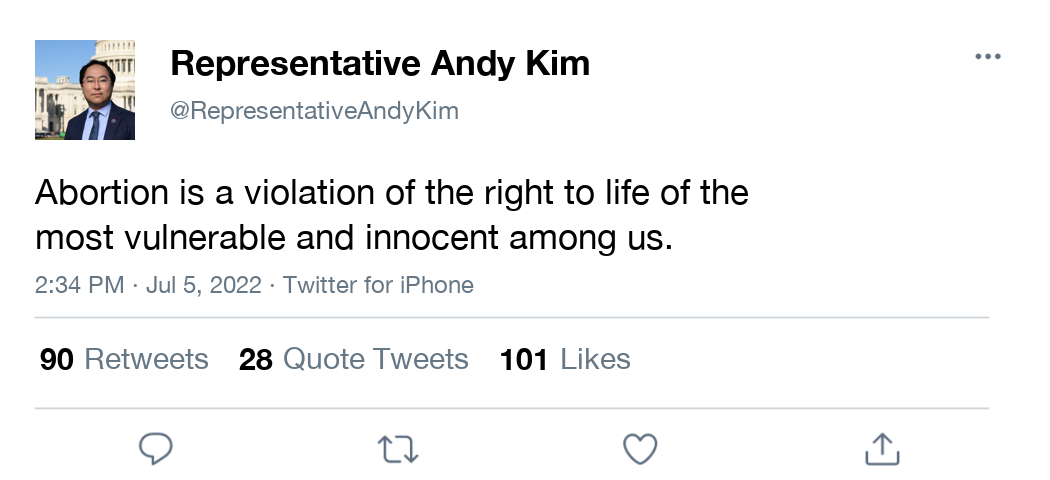 Representative Andy Kim
@RepresentativeAndyKim
Abortion is a violation of the right to life of the
most vulnerable and innocent among us.
2:34 PM · Jul 5, 2022 · Twitter for iPhone
90 Retweets 28 Quote Tweets 101 Likes